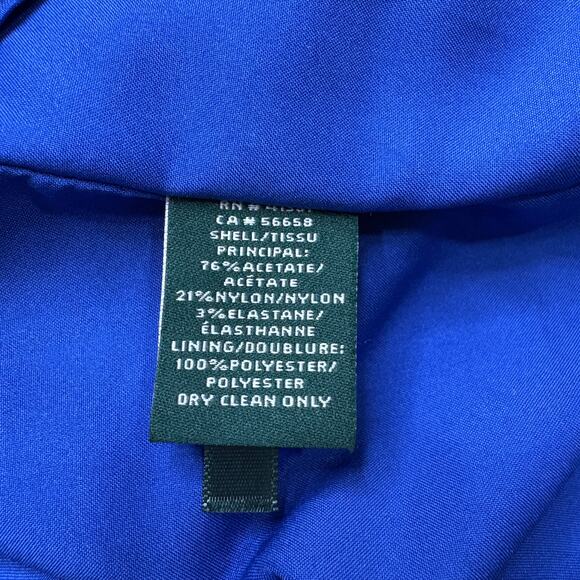 RN #
CA # 56658
SHELL/TISSU
PRINCIPAL:
76%ACETATE/
ACÉTATE
21%NYLON/NYLON
3%ELASTANE/
ÉLASTHANNE
LINING/DOUBLURE:
100%POLYESTER/
POLYESTER
DRY CLEAN ONLY